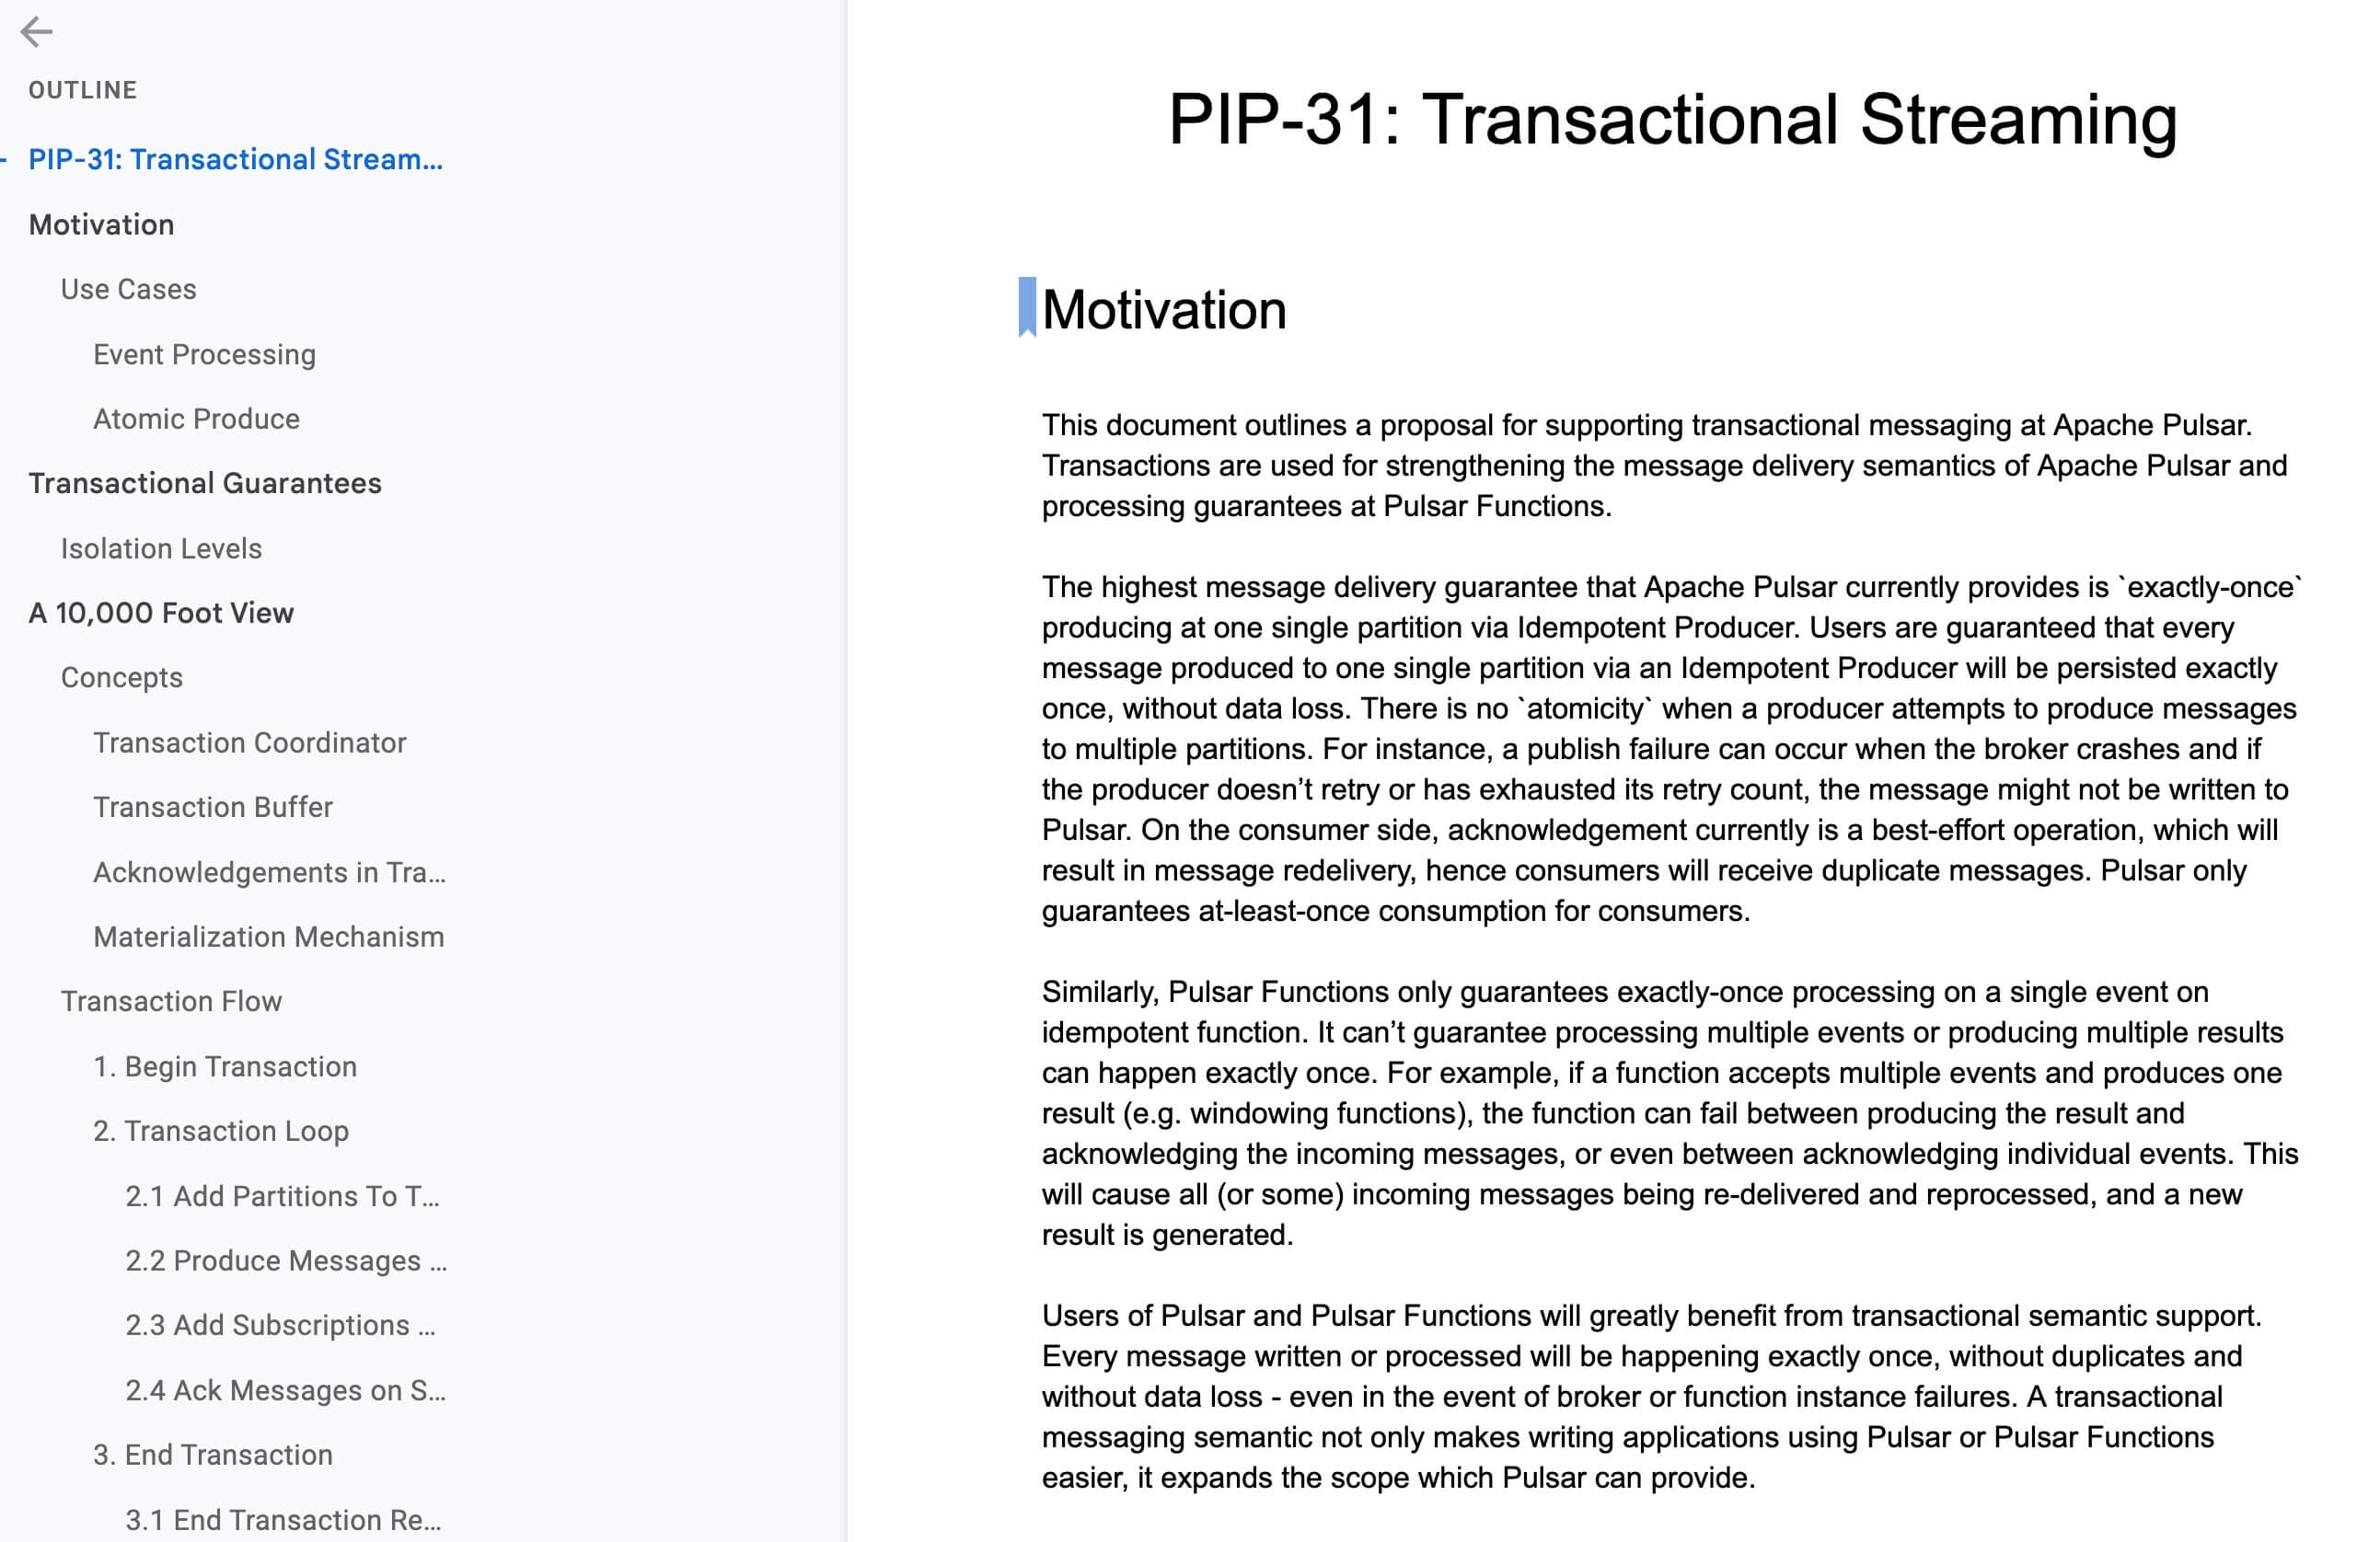 OUTLINE
PIP-31: Transactional Stream...
Motivation
Use Cases
Event Processing
Atomic Produce
Transactional Guarantees
Isolation Levels
A 10,000 Foot View
Concepts
Transaction Coordinator
Transaction Buffer
Acknowledgements in Tra...
Materialization Mechanism
Transaction Flow
1. Begin Transaction
2. Transaction Loop
2.1 Add Partitions To T...
2.2 Produce Messages ...
2.3 Add Subscriptions ...
2.4 Ack Messages on S...
3. End Transaction
3.1 End Transaction Re...
PIP-31: Transactional Streaming
Motivation
This document outlines a proposal for supporting transactional messaging at Apache Pulsar.
Transactions are used for strengthening the message delivery semantics of Apache Pulsar and
processing guarantees at Pulsar Functions.
The highest message delivery guarantee that Apache Pulsar currently provides is `exactly-once`
producing at one single partition via Idempotent Producer. Users are guaranteed that every
message produced to one single partition via an Idempotent Producer will be persisted exactly
once, without data loss. There is no `atomicity` when a producer attempts to produce messages
to multiple partitions. For instance, a publish failure can occur when the broker crashes and if
the producer doesn’t retry or has exhausted its retry count, the message might not be written to
Pulsar. On the consumer side, acknowledgement currently is a best-effort operation, which will
result in message redelivery, hence consumers will receive duplicate messages. Pulsar only
guarantees at-least-once consumption for consumers.
Similarly, Pulsar Functions only guarantees exactly-once processing on a single event on
idempotent function. It can’t guarantee processing multiple events or producing multiple results
can happen exactly once. For example, if a function accepts multiple events and produces one
result (e.g. windowing functions), the function can fail between producing the result and
acknowledging the incoming messages, or even between acknowledging individual events. This
will cause all (or some) incoming messages being re-delivered and reprocessed, and a new
result is generated.
Users of Pulsar and Pulsar Functions will greatly benefit from transactional semantic support.
Every message written or processed will be happening exactly once, without duplicates and
without data loss - even in the event of broker or function instance failures. A transactional
messaging semantic not only makes writing applications using Pulsar or Pulsar Functions
easier, it expands the scope which Pulsar can provide.